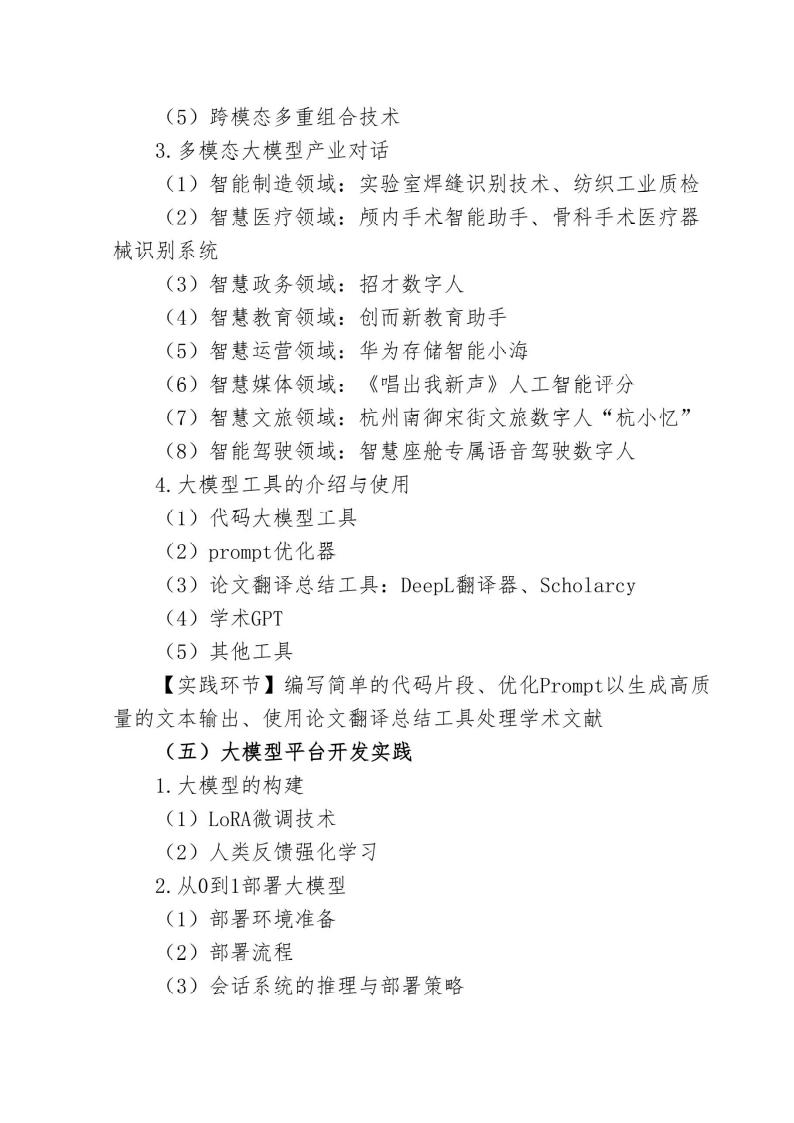 （5）跨模态多重组合技术
3.多模态大模型产业对话
（1）智能制造领域：实验室焊缝识别技术、纺织工业质检
（2）智慧医疗领域：颅内手术智能助手、骨科手术医疗器
械识别系统
（3）智慧政务领域：招才数字人
（4）智慧教育领域：创而新教育助手
（5）智慧运营领域：华为存储智能小海
（6）智慧媒体领域：《唱出我新声》人工智能评分
（7）智慧文旅领域：杭州南御宋街文旅数字人“杭小忆”
（8）智能驾驶领域：智慧座舱专属语音驾驶数字人
4.大模型工具的介绍与使用
（1）代码大模型工具
（2）prompt优化器
（3）论文翻译总结工具：DeepL翻译器、Scholarcy
（4）学术GPT
（5）其他工具
【实践环节】编写简单的代码片段、优化Prompt以生成高质
量的文本输出、使用论文翻译总结工具处理学术文献
（五）大模型平台开发实践
1.大模型的构建
（1）LoRA微调技术
（2）人类反馈强化学习
2.从0到1部署大模型
（1）部署环境准备
（2）部署流程
（3）会话系统的推理与部署策略